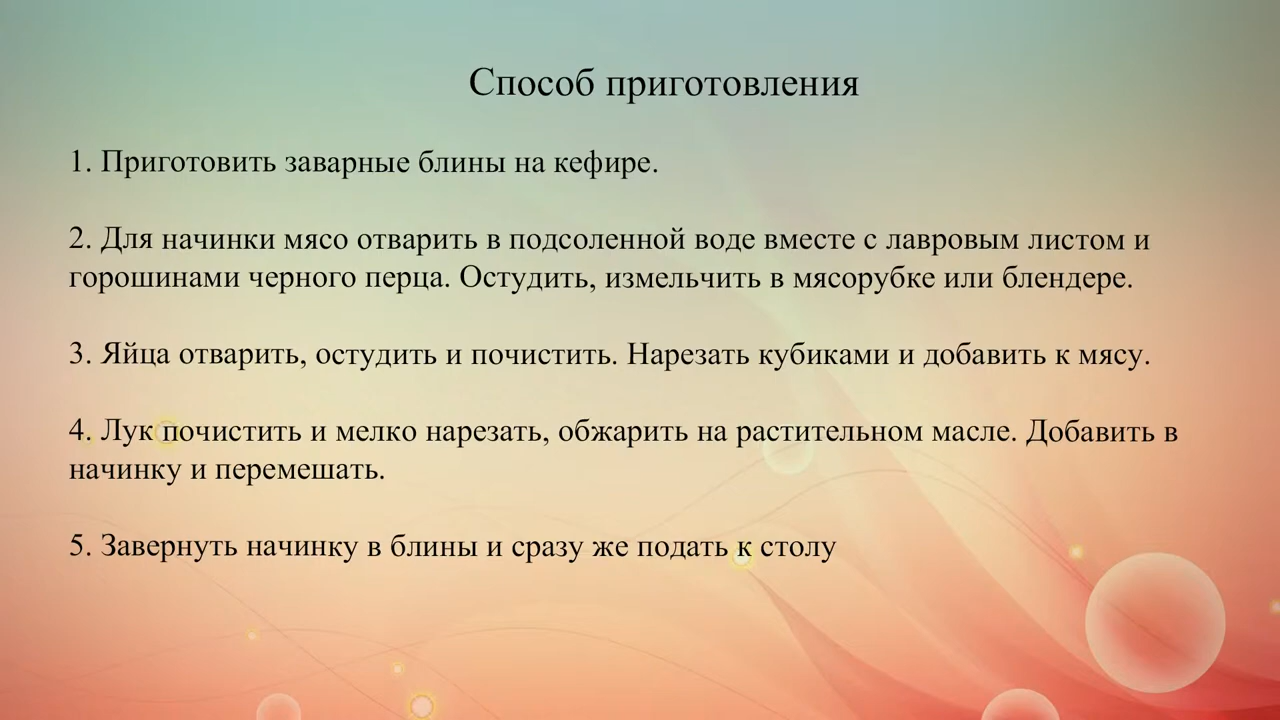 Способ приготовления
1. Приготовить заварные блины на кефире.
2. Для начинки мясо отварить в подсоленной воде вместе с лавровым листом и
горошинами черного перца. Остудить, измельчить в мясорубке или блендере.
3. Яйца отварить, остудить и почистить. Нарезать кубиками и добавить к мясу.
4. Лук почистить и мелко нарезать, обжарить на растительном масле. Добавить в
начинку и перемешать.
5. Завернуть начинку в блины и сразу же подать к столу